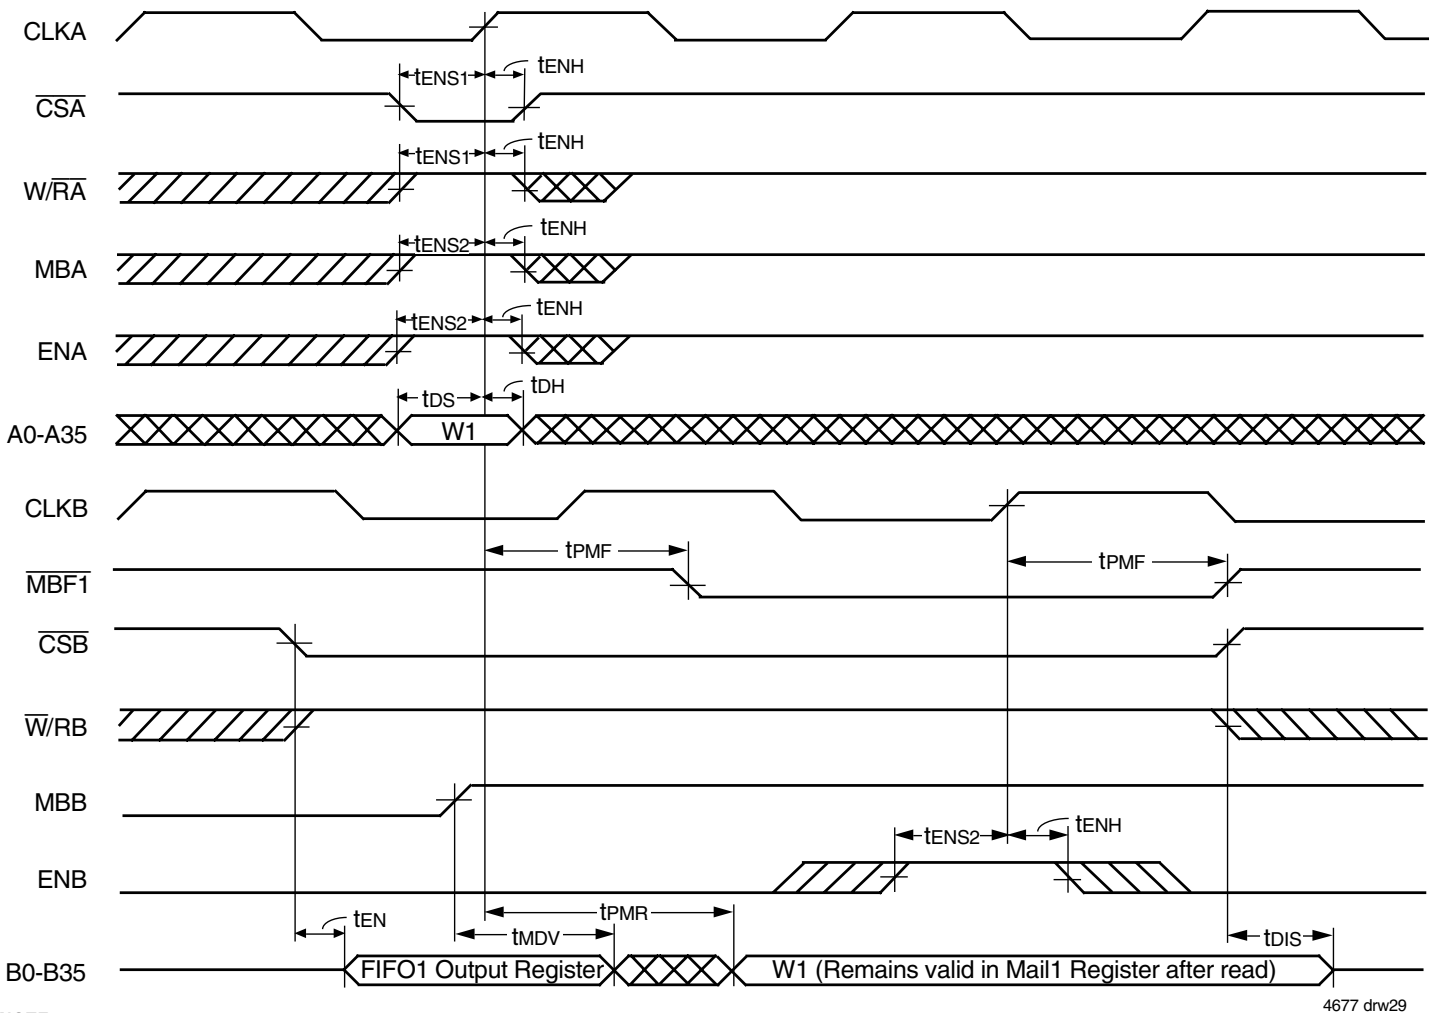 CLKA
tENS1
tENH
CSA
tENS1
tENH
W/RA
tENS2
tENH
MBA
tENS2
tENH
ENA
tDS
tDH
A0-A35
W1
CLKB
tPMF
tPMF
MBF1
CSB
W/RB
MBB
tENS2
tENH
ENB
tEN
tPMR
tMDV
tDIS
B0-B35
FIFO1 Output Register
W1 (Remains valid in Mail1 Register after read)
4677 drw29